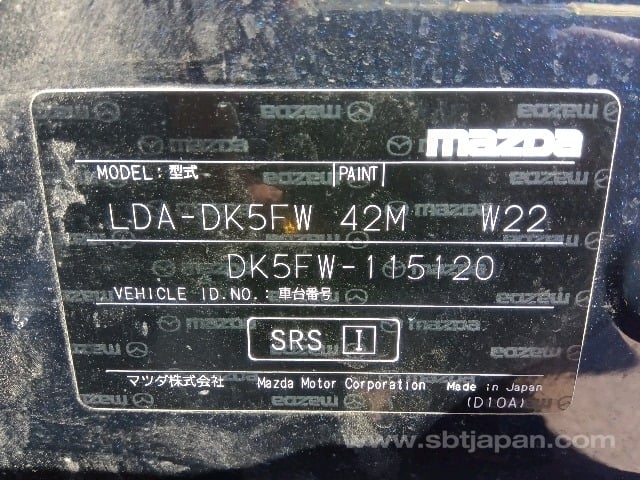 mazda
MODEL:型式 PAINT
LDA-DK5FW 42M W22
DK5FW-115120
VEHICLE ID.NO.:車台番号
SRS I
マツダ株式会社 Mazda Motor Corporation Made in Japan
(D10A)
www.sbtjapan.com